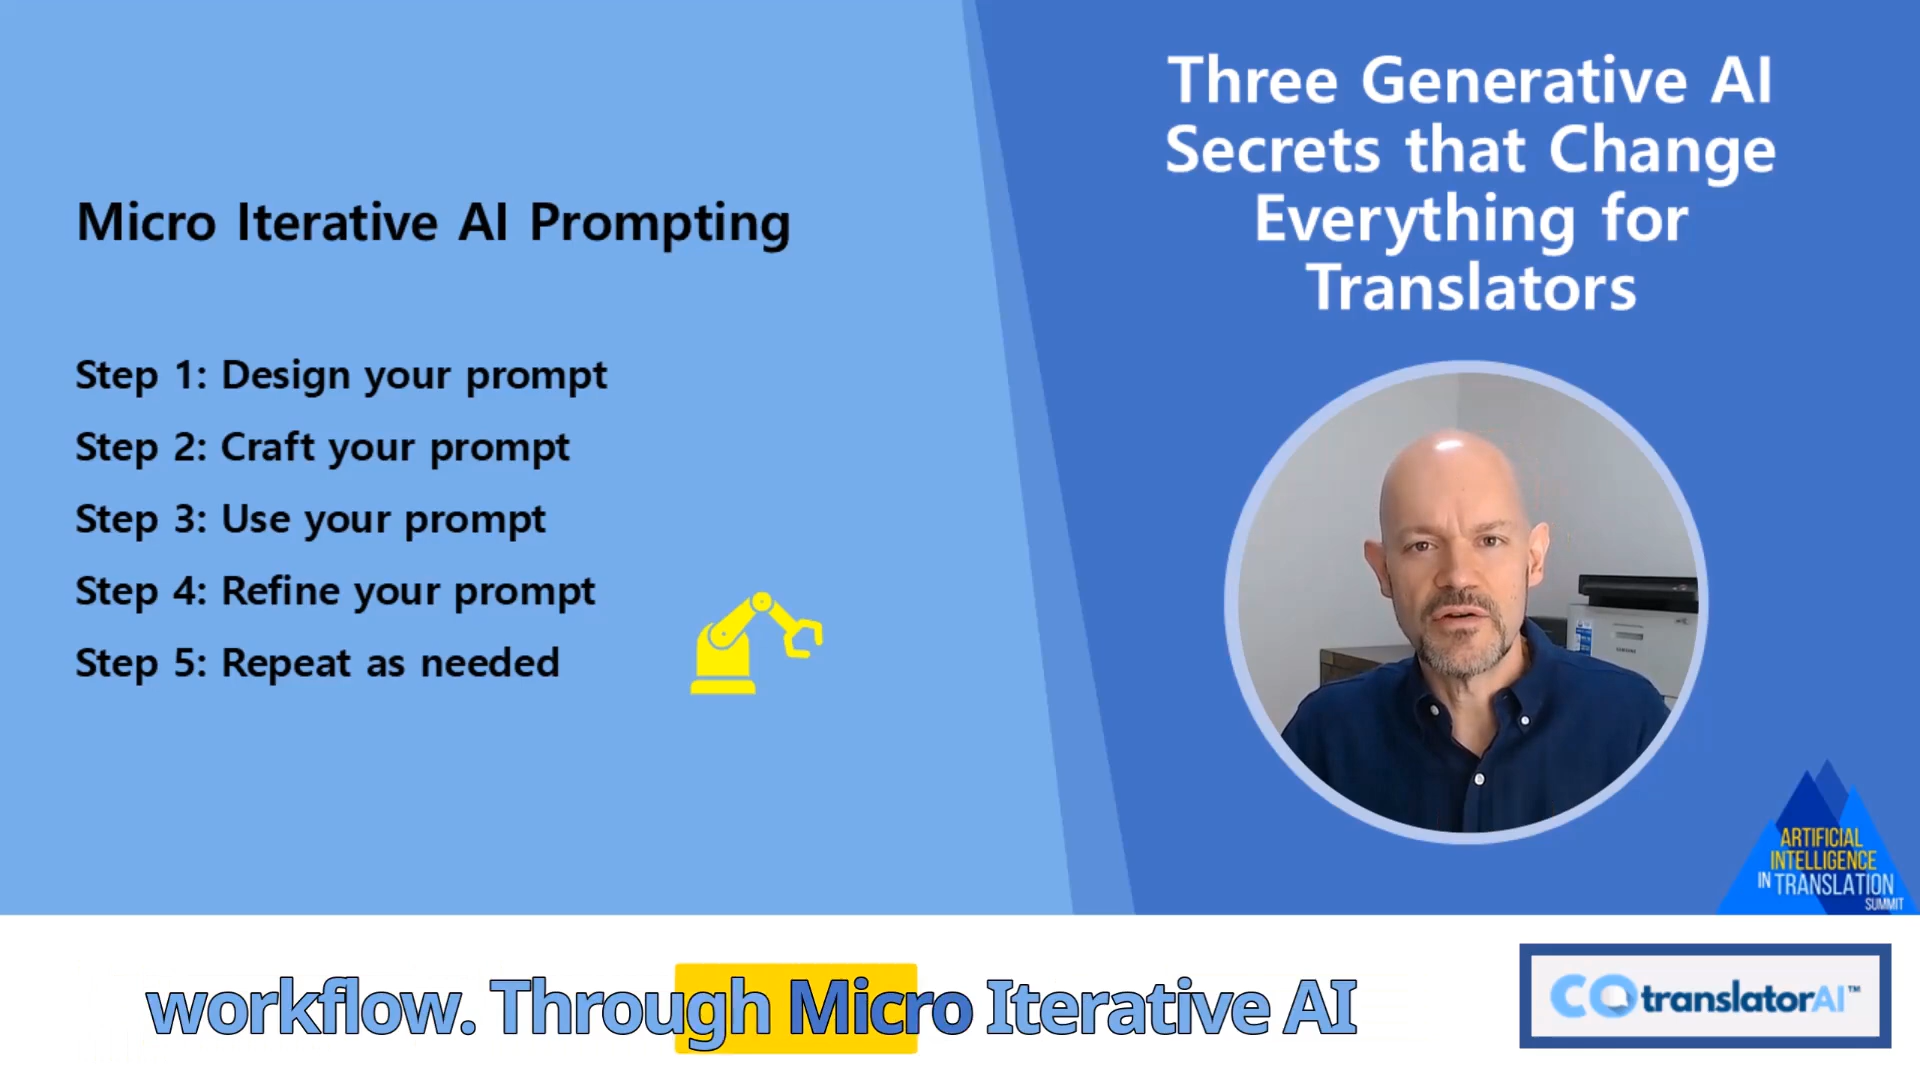 Micro Iterative AI Prompting
Step 1: Design your prompt
Step 2: Craft your prompt
Step 3: Use your prompt
Step 4: Refine your prompt
Step 5: Repeat as needed
Three Generative AI
Secrets that Change
Everything for
Translators
SAMSUNG
ARTIFICIAL
INTELLIGENCE
IN TRANSLATION
SUMMIT
workflow. Through Micro Iterative AI
COtranslatorAI™